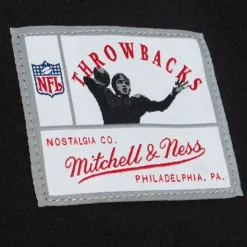 THROWBACKS
NFL
NOSTALGIA CO.
Mitchell & Ness
PHILADELPHIA, PA.